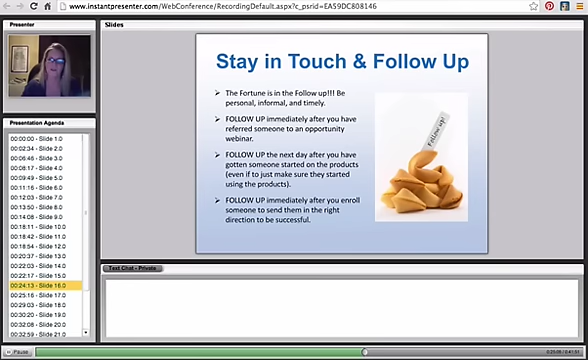 www.instantpresenter.com/WebConference/RecordingDefault.aspx?c_psrid=EA59DC808146
Presenter
Slides
Presentation Agenda
00:00:00 - Slide 1.0
00:02:34 - Slide 2.0
00:06:46 - Slide 3.0
00:08:17 - Slide 4.0
00:09:49 - Slide 5.0
00:11:16 - Slide 6.0
00:12:03 - Slide 7.0
00:13:50 - Slide 8.0
00:14:08 - Slide 9.0
00:18:11 - Slide 10.0
00:18:42 - Slide 11.0
00:18:54 - Slide 12.0
00:20:37 - Slide 13.0
00:22:03 - Slide 14.0
00:22:17 - Slide 15.0
00:24:13 - Slide 16.0
00:25:16 - Slide 17.0
00:29:03 - Slide 18.0
00:30:20 - Slide 19.0
00:32:08 - Slide 20.0
00:32:59 - Slide 21.0
Stay in Touch & Follow Up
The Fortune is in the Follow up!!! Be
personal, informal, and timely.
FOLLOW UP immediately after you have
referred someone to an opportunity
webinar.
FOLLOW UP the next day after you have
gotten someone started on the products
(even if to just make sure they started
using the products).
FOLLOW UP immediately after you enroll
someone to send them in the right
direction to be successful.
Follow up!
Text Chat - Private
Pause